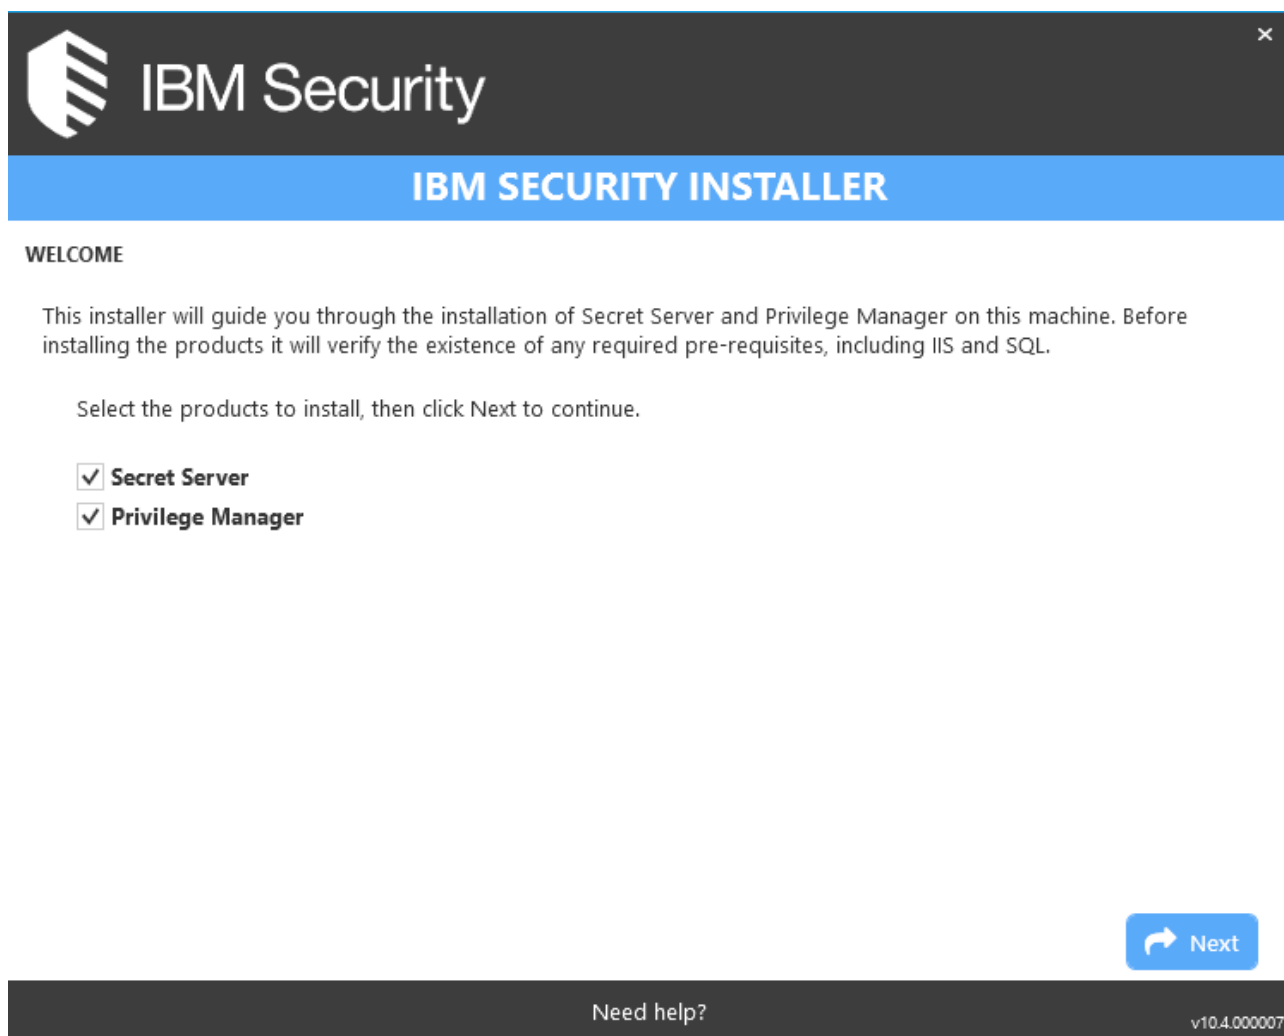 IBM Security
IBM SECURITY INSTALLER
WELCOME
This installer will guide you through the installation of Secret Server and Privilege Manager on this machine. Before
installing the products it will verify the existence of any required pre-requisites, including IIS and SQL.
Select the products to install, then click Next to continue.
Secret Server
Privilege Manager
Next
Need help?
v10.4.000007